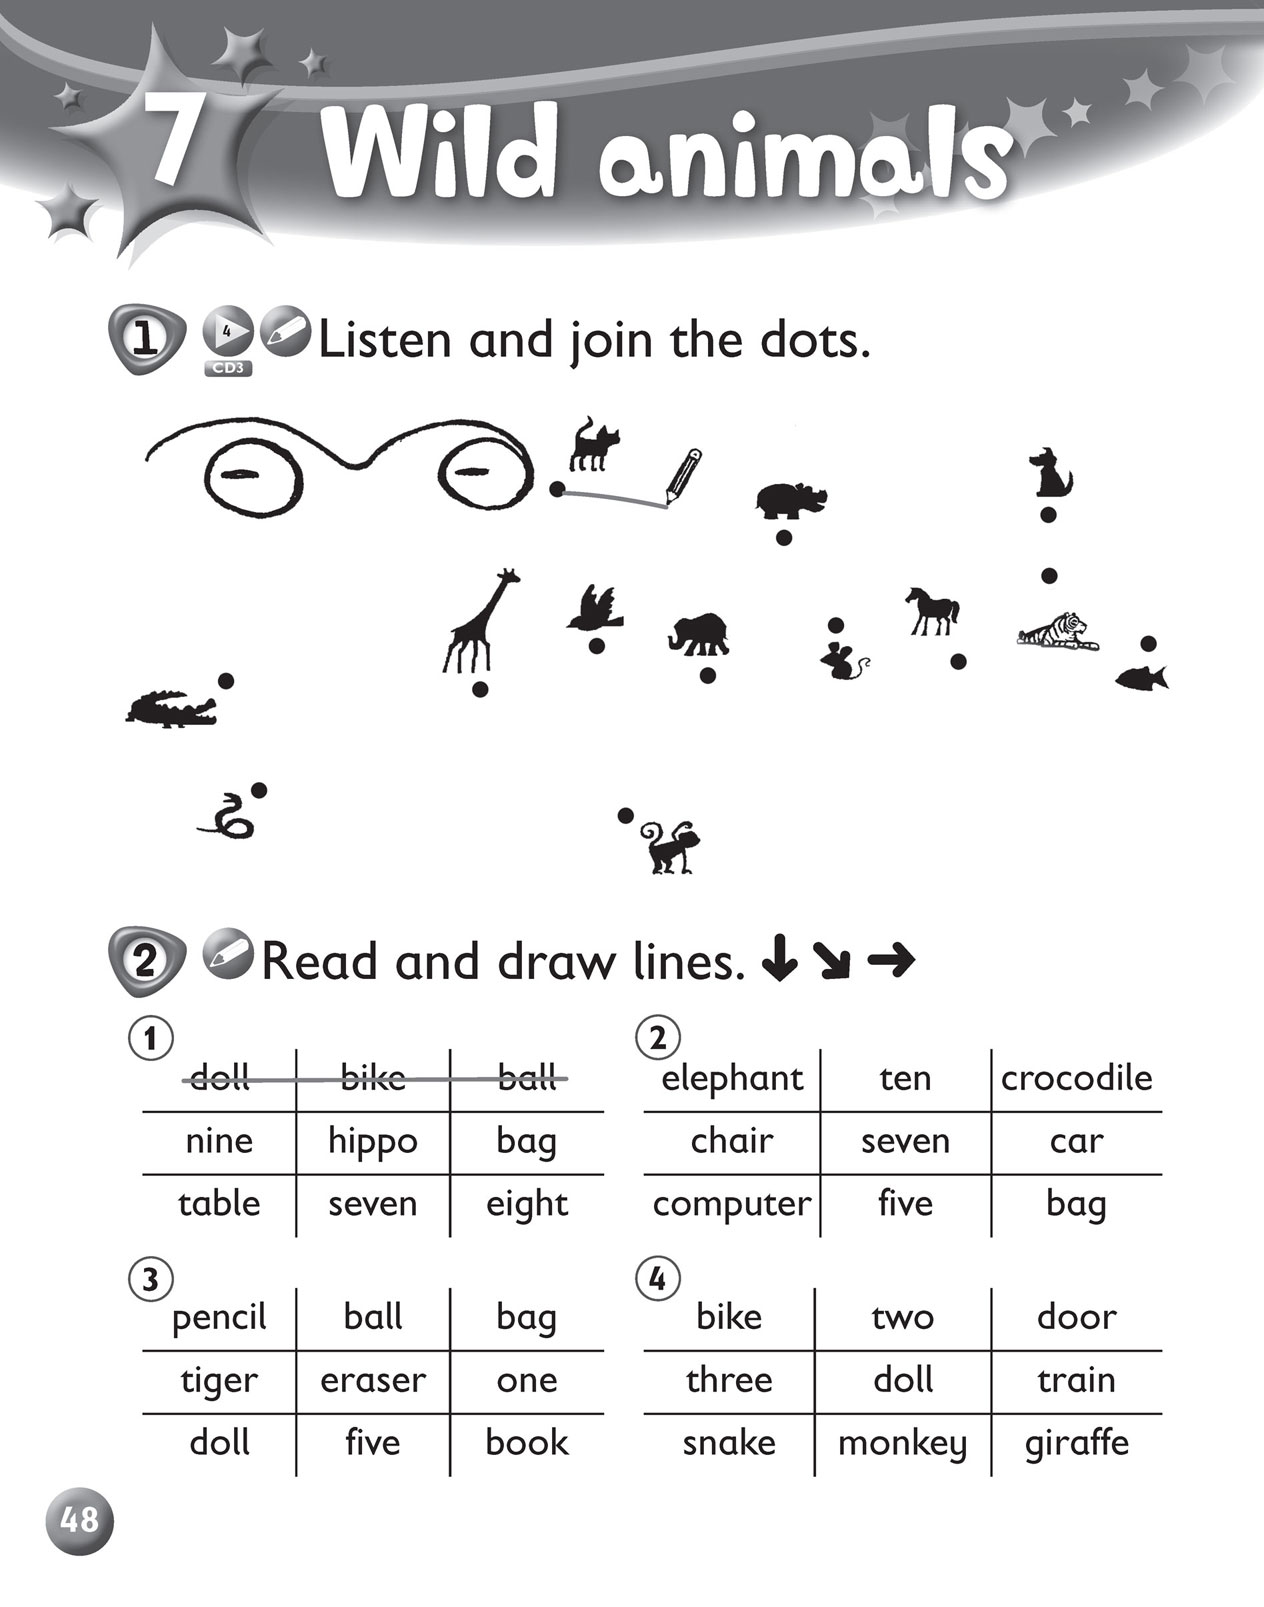 7 Wild animals
1 4 CD3 Listen and join the dots.
2 Read and draw lines.
1
doll bike ball
nine hippo bag
table seven eight
2
elephant ten crocodile
chair seven car
computer five bag
3
pencil ball bag
tiger eraser one
doll five book
4
bike two door
three doll train
snake monkey giraffe
48